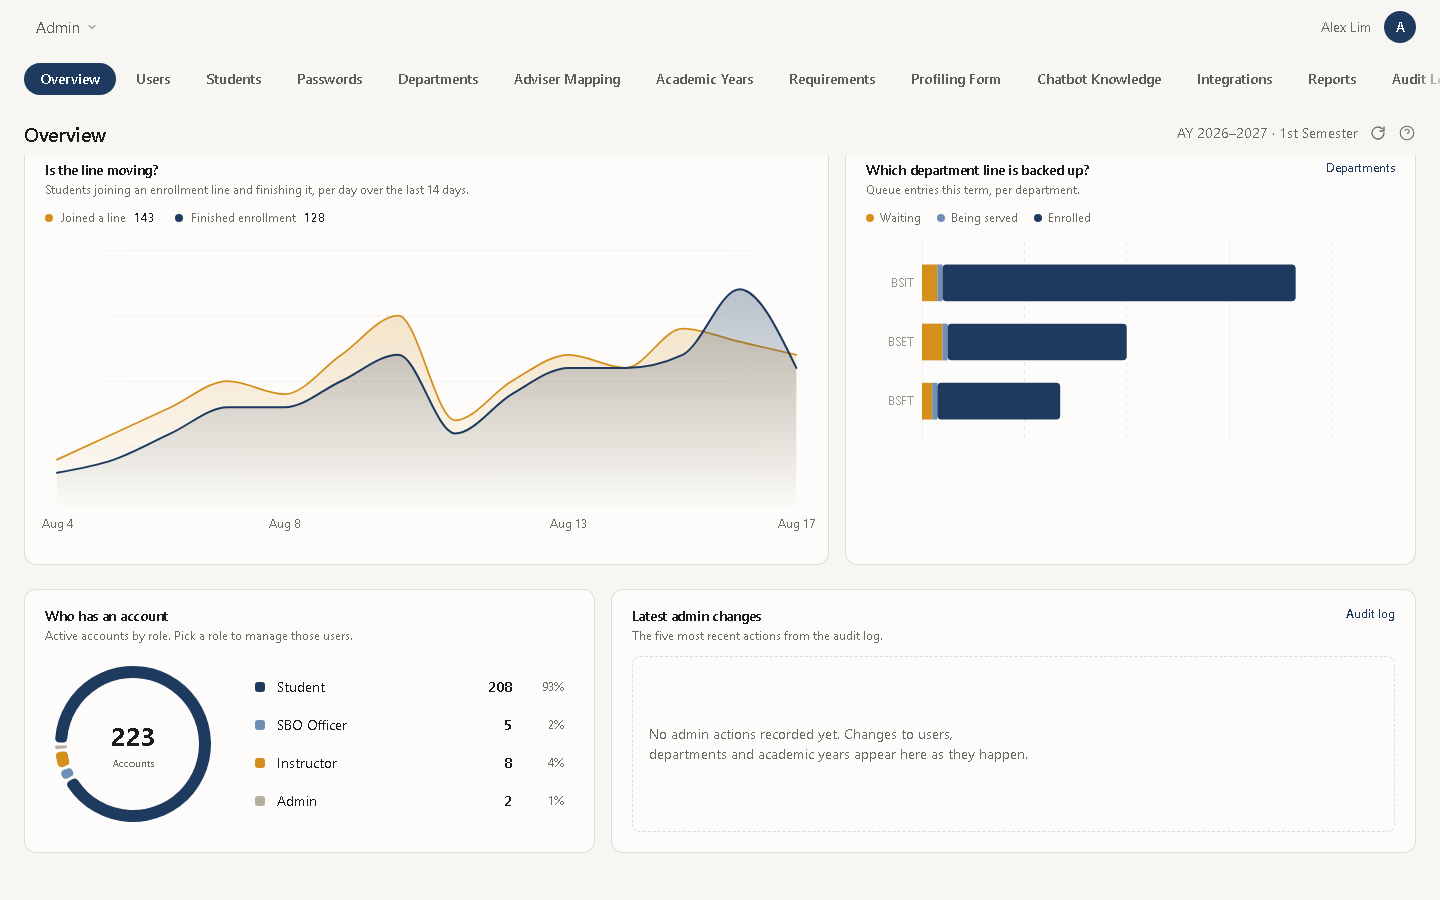 Admin
Alex Lim
A
Overview
Users
Students
Passwords
Departments
Adviser Mapping
Academic Years
Requirements
Profiling Form
Chatbot Knowledge
Integrations
Reports
Audit L
Overview
AY 2026–2027 · 1st Semester
Is the line moving?
Students joining an enrollment line and finishing it, per day over the last 14 days.
Joined a line 143
Finished enrollment 128
Aug 4
Aug 8
Aug 13
Aug 17
Which department line is backed up?
Departments
Queue entries this term, per department.
Waiting
Being served
Enrolled
BSIT
BSET
BSFT
Who has an account
Active accounts by role. Pick a role to manage those users.
223
Accounts
Student 208 93%
SBO Officer 5 2%
Instructor 8 4%
Admin 2 1%
Latest admin changes
Audit log
The five most recent actions from the audit log.
No admin actions recorded yet. Changes to users,
departments and academic years appear here as they happen.